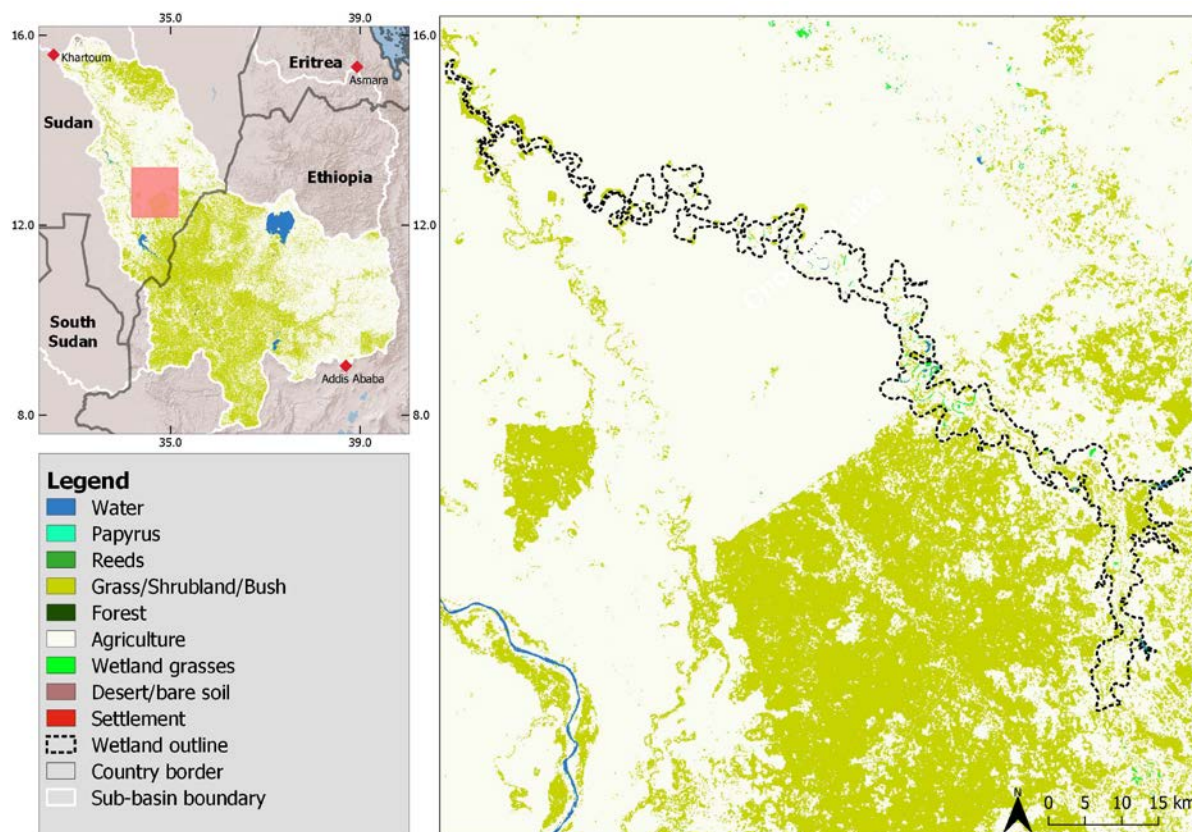 35.0
39.0
16.0
16.0
Khartoum
Eritrea
Asmara
Sudan
Ethiopia
12.0
12.0
South
Sudan
Addis Ababa
8.0
8.0
35.0
39.0
Legend
Water
Papyrus
Reeds
Grass/Shrubland/Bush
Forest
Agriculture
Wetland grasses
Desert/bare soil
Settlement
Wetland outline
Country border
Sub-basin boundary
N
0 5 10 15 km